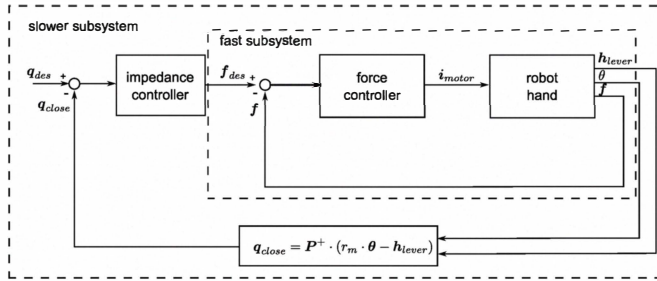 slower subsystem
fast subsystem
q_des + - q_close
impedance controller
f_des + - f
force controller
i_motor
robot hand
h_lever
θ
f
q_close = P⁺ · (r_m · θ − h_lever)